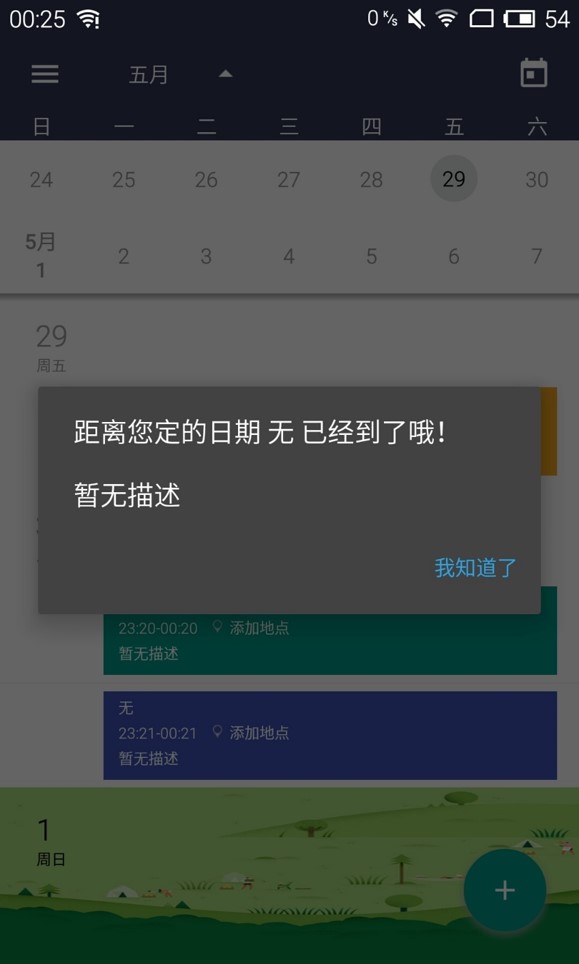 00:25 0 K/s 54
五月
日 一 二 三 四 五 六
24 25 26 27 28 29 30
5月
1 2 3 4 5 6 7
29
周五
距离您定的日期 无 已经到了哦！
暂无描述
我知道了
23:20-00:20 添加地点
暂无描述
无
23:21-00:21 添加地点
暂无描述
1
周日